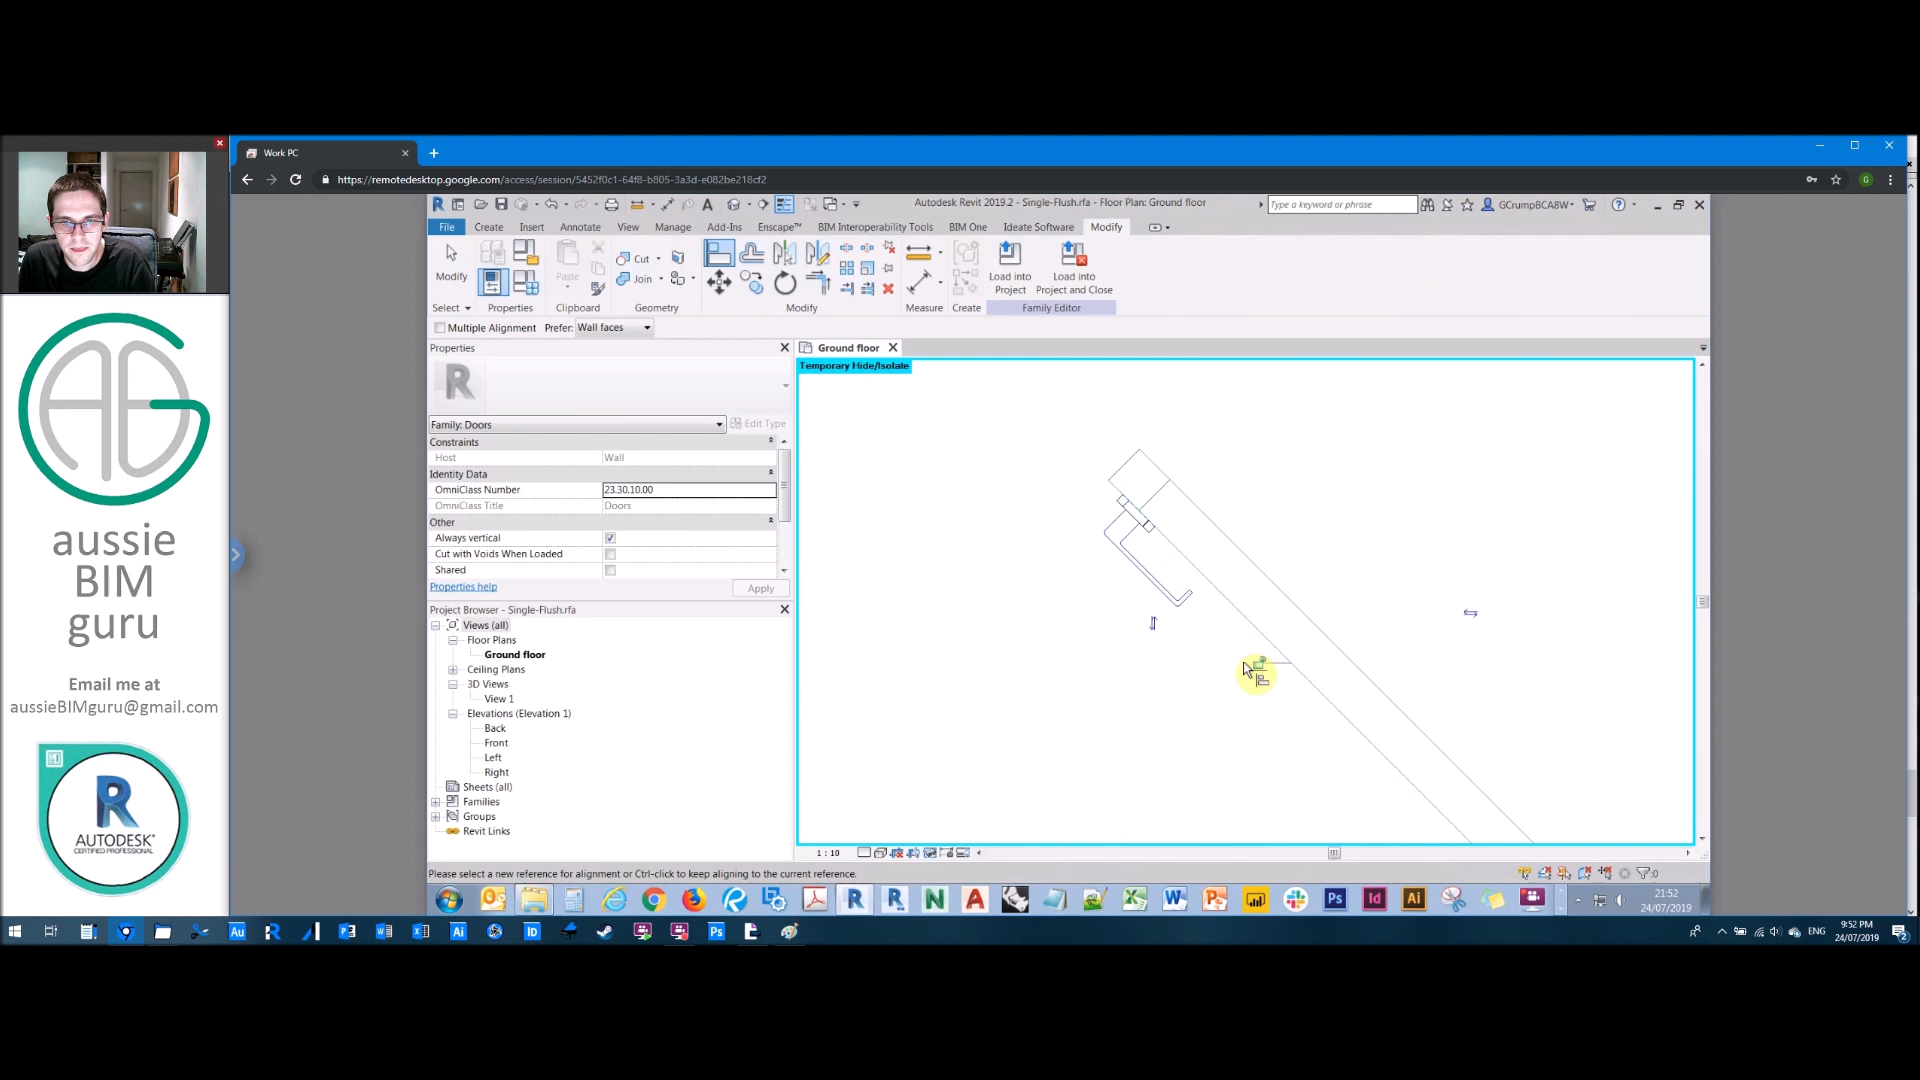 Work PC
https://remotedesktop.google.com/access/session/5452f0c1-64f8-b805-3a3d-e082be218cf2
Autodesk Revit 2019.2 - Single-Flush.rfa - Floor Plan: Ground floor
Type a keyword or phrase
GCrumpBCA8W
File Create Insert Annotate View Manage Add-Ins Enscape™ BIM Interoperability Tools BIM One Ideate Software Modify
Modify
Paste
Cut
Join
Load into Project
Load into Project and Close
Select Properties Clipboard Geometry Modify Measure Create Family Editor
Multiple Alignment Prefer: Wall faces
Properties
Ground floor
Temporary Hide/Isolate
Family: Doors
Edit Type
Constraints
Host Wall
Identity Data
OmniClass Number 23.30.10.00
OmniClass Title Doors
Other
Always vertical
Cut with Voids When Loaded
Shared
Properties help
Apply
Project Browser - Single-Flush.rfa
Views (all)
Floor Plans
Ground floor
Ceiling Plans
3D Views
View 1
Elevations (Elevation 1)
Back
Front
Left
Right
Sheets (all)
Families
Groups
Revit Links
1 : 10
Please select a new reference for alignment or Ctrl-click to keep aligning to the current reference.
:0
21:52
24/07/2019
ENG
9:52 PM
24/07/2019
aussie
BIM
guru
Email me at
aussieBIMguru@gmail.com
AUTODESK
CERTIFIED PROFESSIONAL